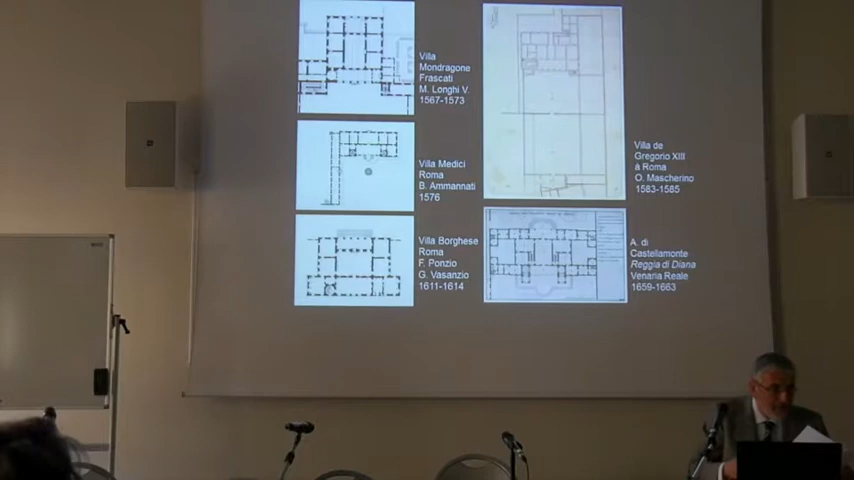 Villa
Mondragone
Frascati
M. Longhi V.
1567-1573
Villa Medici
Roma
B. Ammannati
1576
Villa Borghese
Roma
F. Ponzio
G. Vasanzio
1611-1614
Villa de
Gregorio XIII
à Roma
O. Mascherino
1583-1585
A. di
Castellamonte
Reggia di Diana
Venaria Reale
1659-1663